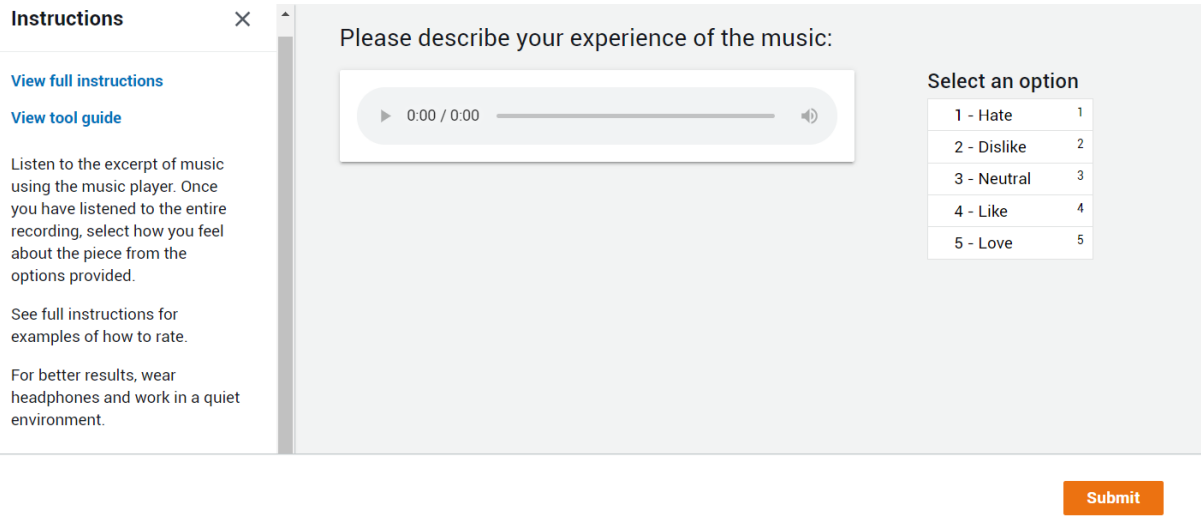 Instructions
View full instructions
View tool guide
Listen to the excerpt of music
using the music player. Once
you have listened to the entire
recording, select how you feel
about the piece from the
options provided.
See full instructions for
examples of how to rate.
For better results, wear
headphones and work in a quiet
environment.
Please describe your experience of the music:
0:00 / 0:00
Select an option
1 - Hate 1
2 - Dislike 2
3 - Neutral 3
4 - Like 4
5 - Love 5
Submit